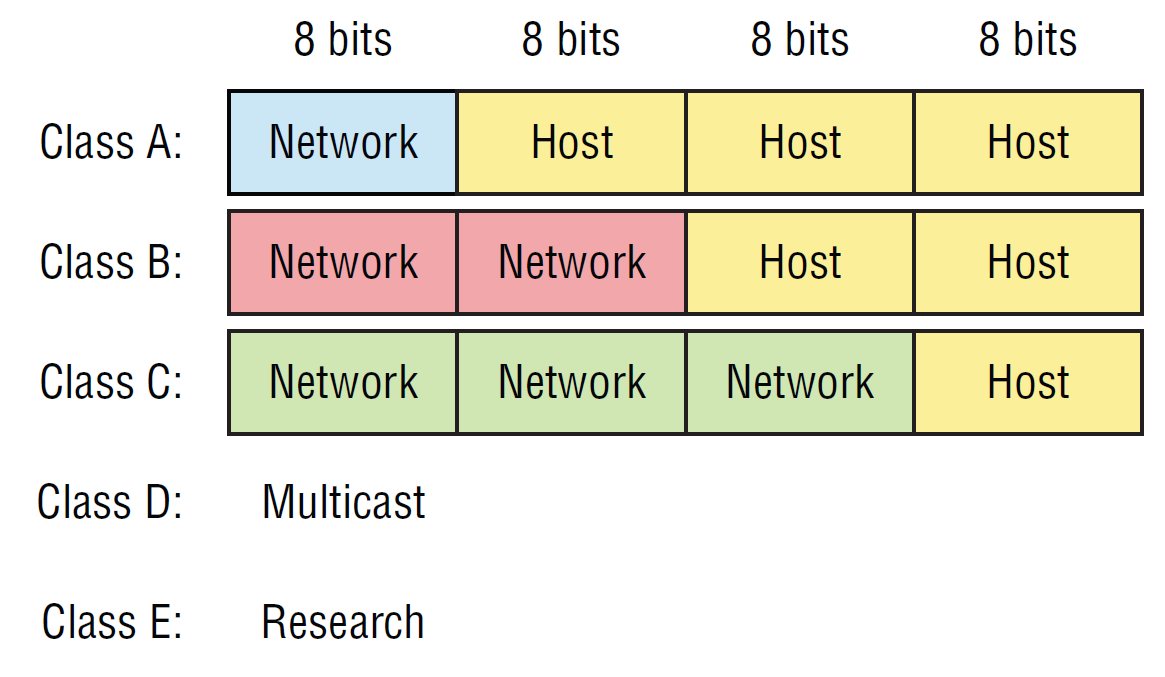 8 bits 8 bits 8 bits 8 bits
Class A: Network Host Host Host
Class B: Network Network Host Host
Class C: Network Network Network Host
Class D: Multicast
Class E: Research